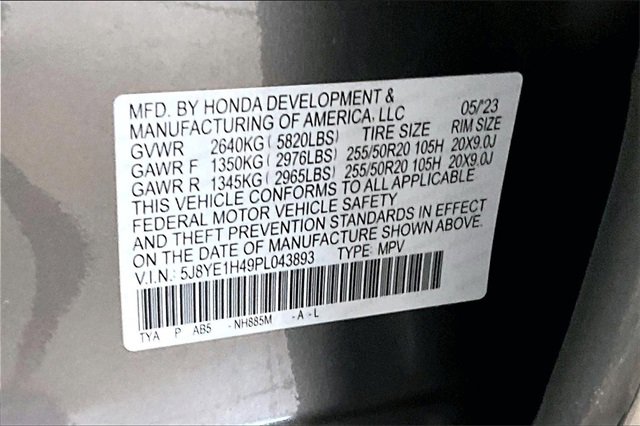 MFD. BY HONDA DEVELOPMENT & 05/'23
MANUFACTURING OF AMERICA, LLC
GVWR 2640KG( 5820LBS) TIRE SIZE RIM SIZE
GAWR F 1350KG( 2976LBS) 255/50R20 105H 20X9.0J
GAWR R 1345KG( 2965LBS) 255/50R20 105H 20X9.0J
THIS VEHICLE CONFORMS TO ALL APPLICABLE
FEDERAL MOTOR VEHICLE SAFETY
AND THEFT PREVENTION STANDARDS IN EFFECT
ON THE DATE OF MANUFACTURE SHOWN ABOVE.
V.I.N.: 5J8YE1H49PL043893 TYPE: MPV
TYA P AB5 -NH885M -A-L